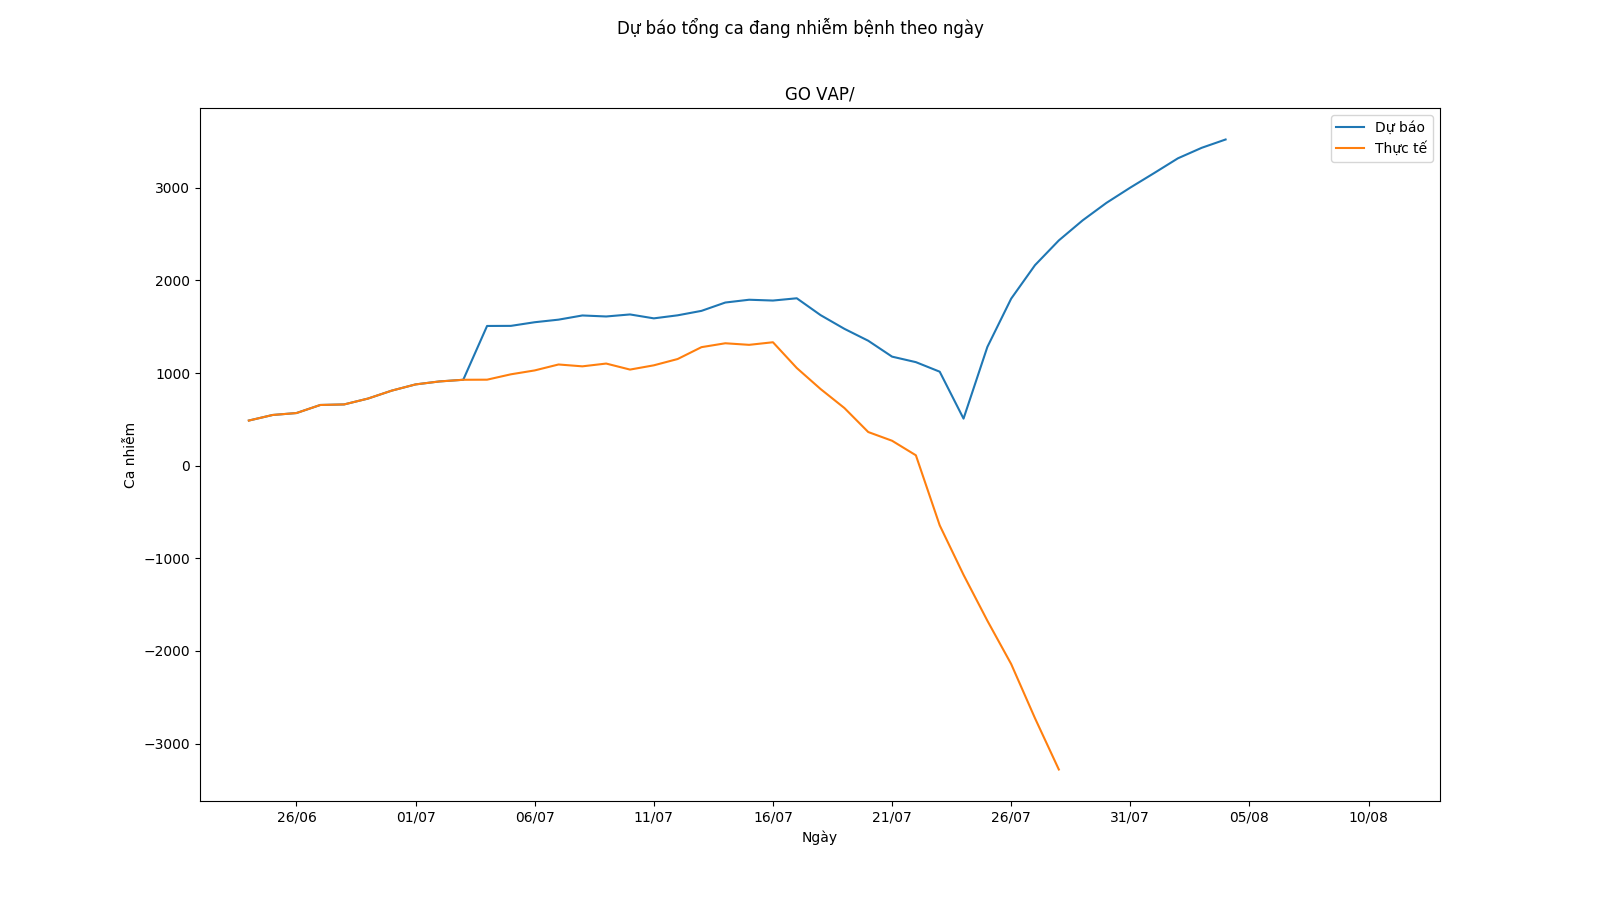 Dự báo tổng ca đang nhiễm bệnh theo ngày
GO VAP/
Dự báo
Thực tế
3000
2000
1000
0
−1000
−2000
−3000
Ca nhiễm
26/06
01/07
06/07
11/07
16/07
21/07
26/07
31/07
05/08
10/08
Ngày